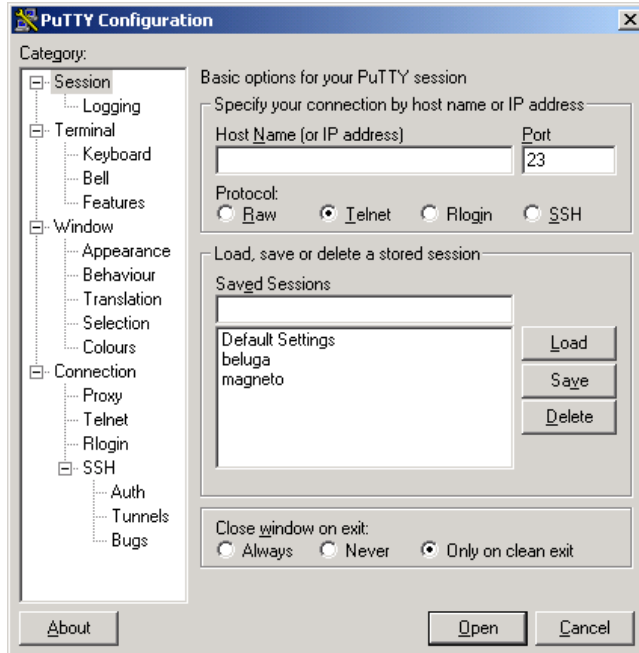 PuTTY Configuration
Category:
Session
Logging
Terminal
Keyboard
Bell
Features
Window
Appearance
Behaviour
Translation
Selection
Colours
Connection
Proxy
Telnet
Rlogin
SSH
Auth
Tunnels
Bugs
Basic options for your PuTTY session
Specify your connection by host name or IP address
Host Name (or IP address) Port
23
Protocol:
Raw Telnet Rlogin SSH
Load, save or delete a stored session
Saved Sessions
Default Settings
beluga
magneto
Load
Save
Delete
Close window on exit:
Always Never Only on clean exit
About Open Cancel